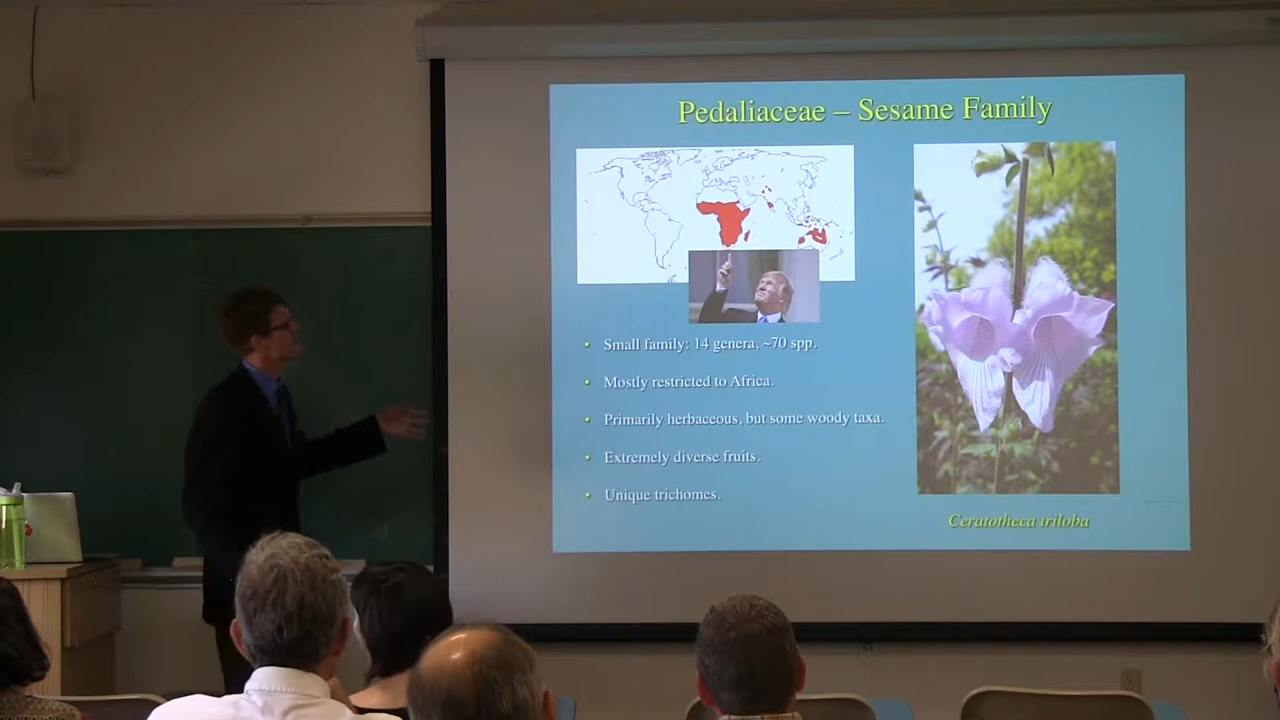 Pedaliaceae – Sesame Family
• Small family: 14 genera, ~70 spp.
• Mostly restricted to Africa.
• Primarily herbaceous, but some woody taxa.
• Extremely diverse fruits.
• Unique trichomes.
Ceratotheca triloba